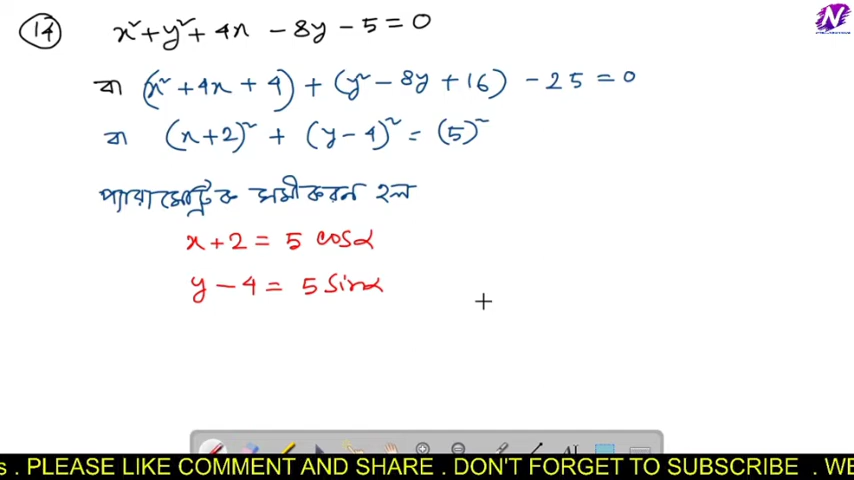 (14) x² + y² + 4x - 8y - 5 = 0
বা (x² + 4x + 4) + (y² - 8y + 16) - 25 = 0
বা (x+2)² + (y-4)² = (5)²
প্যারামেট্রিক সমীকরন হল
x + 2 = 5 cosα
y - 4 = 5 sinα
s . PLEASE LIKE COMMENT AND SHARE . DON'T FORGET TO SUBSCRIBE . WE